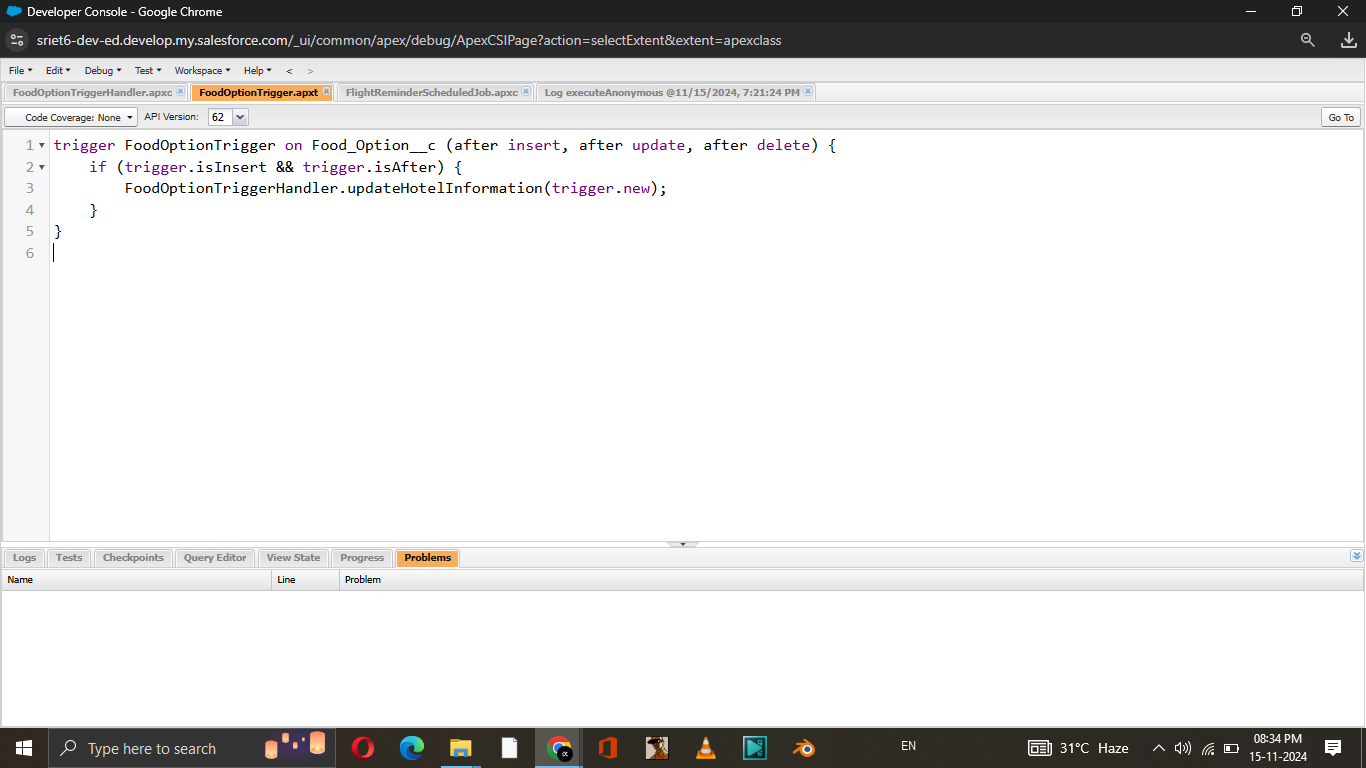 Developer Console - Google Chrome
sriet6-dev-ed.develop.my.salesforce.com/_ui/common/apex/debug/ApexCSIPage?action=selectExtent&extent=apexclass
File Edit Debug Test Workspace Help < >
FoodOptionTriggerHandler.apxc FoodOptionTrigger.apxt FlightReminderScheduledJob.apxc Log executeAnonymous @11/15/2024, 7:21:24 PM
Code Coverage: None API Version: 62 Go To
1 trigger FoodOptionTrigger on Food_Option__c (after insert, after update, after delete) {
2 if (trigger.isInsert && trigger.isAfter) {
3 FoodOptionTriggerHandler.updateHotelInformation(trigger.new);
4 }
5 }
6
Logs Tests Checkpoints Query Editor View State Progress Problems
Name Line Problem
Type here to search EN 31°C Haze 08:34 PM
15-11-2024